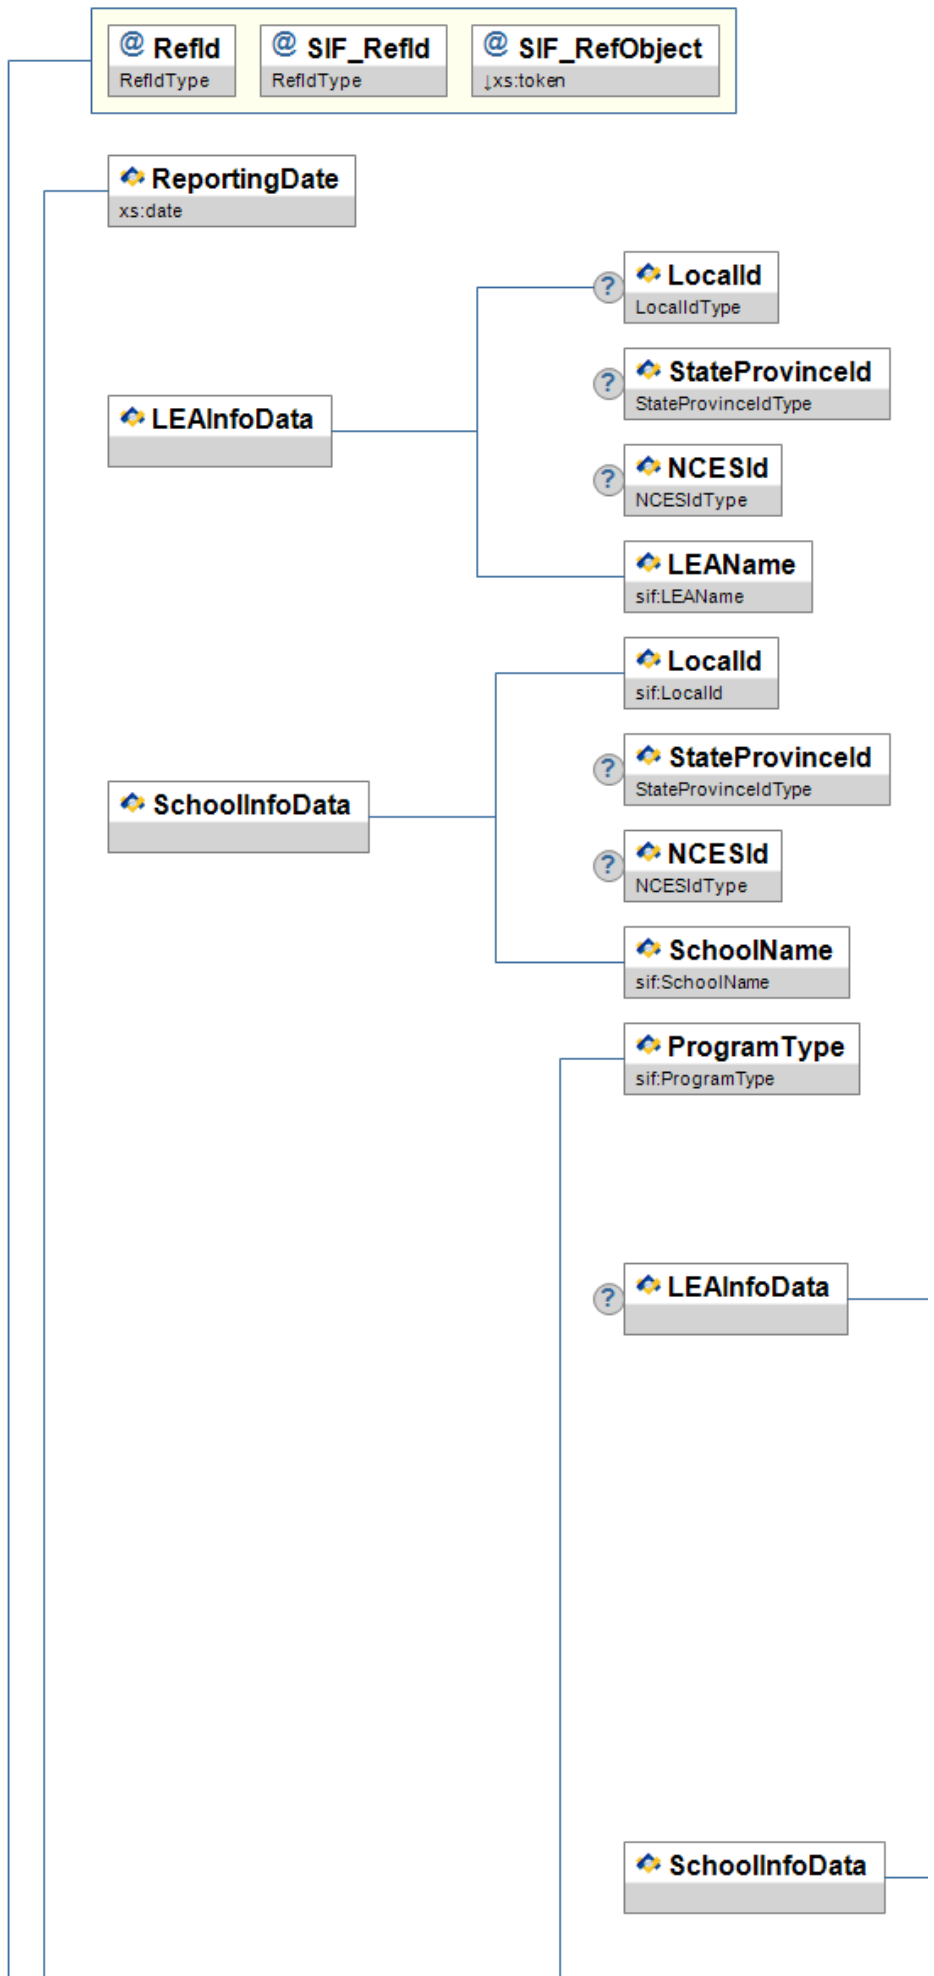 @ RefId
RefIdType
@ SIF_RefId
RefIdType
@ SIF_RefObject
↓xs:token
ReportingDate
xs:date
? LocalId
LocalIdType
? StateProvinceId
StateProvinceIdType
LEAInfoData
? NCESId
NCESIdType
LEAName
sif:LEAName
LocalId
sif:LocalId
? StateProvinceId
StateProvinceIdType
SchoolInfoData
? NCESId
NCESIdType
SchoolName
sif:SchoolName
ProgramType
sif:ProgramType
? LEAInfoData
SchoolInfoData